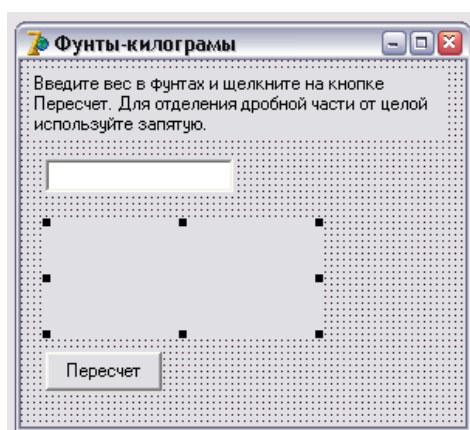 Фунты-килограмы
Введите вес в фунтах и щелкните на кнопке
Пересчет. Для отделения дробной части от целой
используйте запятую.
Пересчет